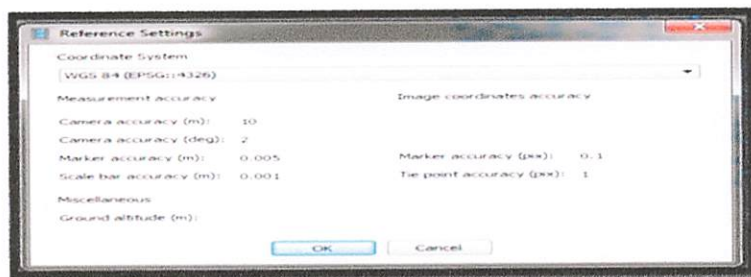 Reference Settings
Coordinate System
WGS 84 (EPSG::4326)
Measurement accuracy Image coordinates accuracy
Camera accuracy (m): 10
Camera accuracy (deg): 2
Marker accuracy (m): 0.005 Marker accuracy (pix): 0.1
Scale bar accuracy (m): 0.001 Tie point accuracy (pix): 1
Miscellaneous
Ground altitude (m):
OK Cancel